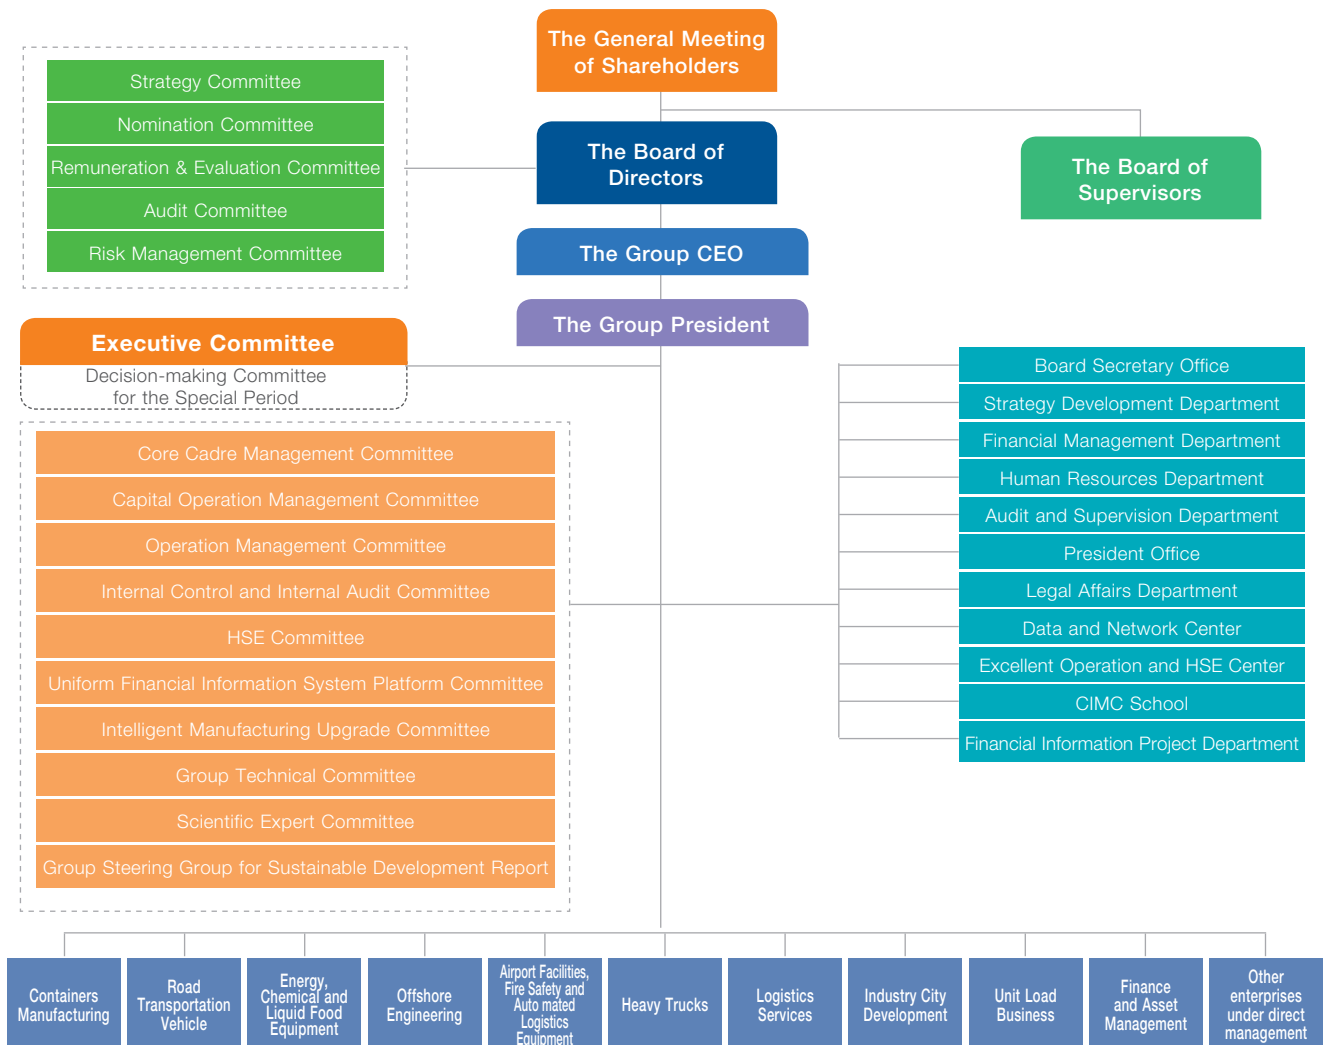 The General Meeting
of Shareholders
Strategy Committee
Nomination Committee
Remuneration & Evaluation Committee
Audit Committee
Risk Management Committee
The Board of
Directors
The Board of
Supervisors
The Group CEO
The Group President
Executive Committee
Decision-making Committee
for the Special Period
Core Cadre Management Committee
Capital Operation Management Committee
Operation Management Committee
Internal Control and Internal Audit Committee
HSE Committee
Uniform Financial Information System Platform Committee
Intelligent Manufacturing Upgrade Committee
Group Technical Committee
Scientific Expert Committee
Group Steering Group for Sustainable Development Report
Board Secretary Office
Strategy Development Department
Financial Management Department
Human Resources Department
Audit and Supervision Department
President Office
Legal Affairs Department
Data and Network Center
Excellent Operation and HSE Center
CIMC School
Financial Information Project Department
Containers
Manufacturing
Road
Transportation
Vehicle
Energy,
Chemical and
Liquid Food
Equipment
Offshore
Engineering
Airport Facilities,
Fire Safety and
Auto mated
Logistics
Equipment
Heavy Trucks
Logistics
Services
Industry City
Development
Unit Load
Business
Finance
and Asset
Management
Other
enterprises
under direct
management